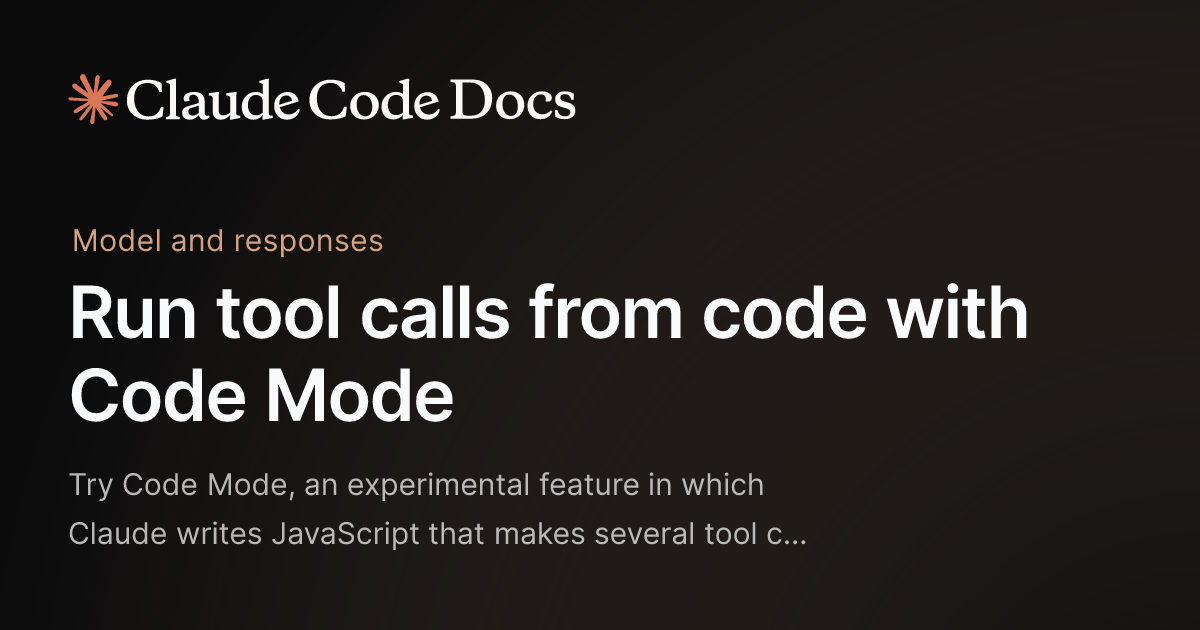 Claude Code Docs
Model and responses
Run tool calls from code with
Code Mode
Try Code Mode, an experimental feature in which
Claude writes JavaScript that makes several tool c...